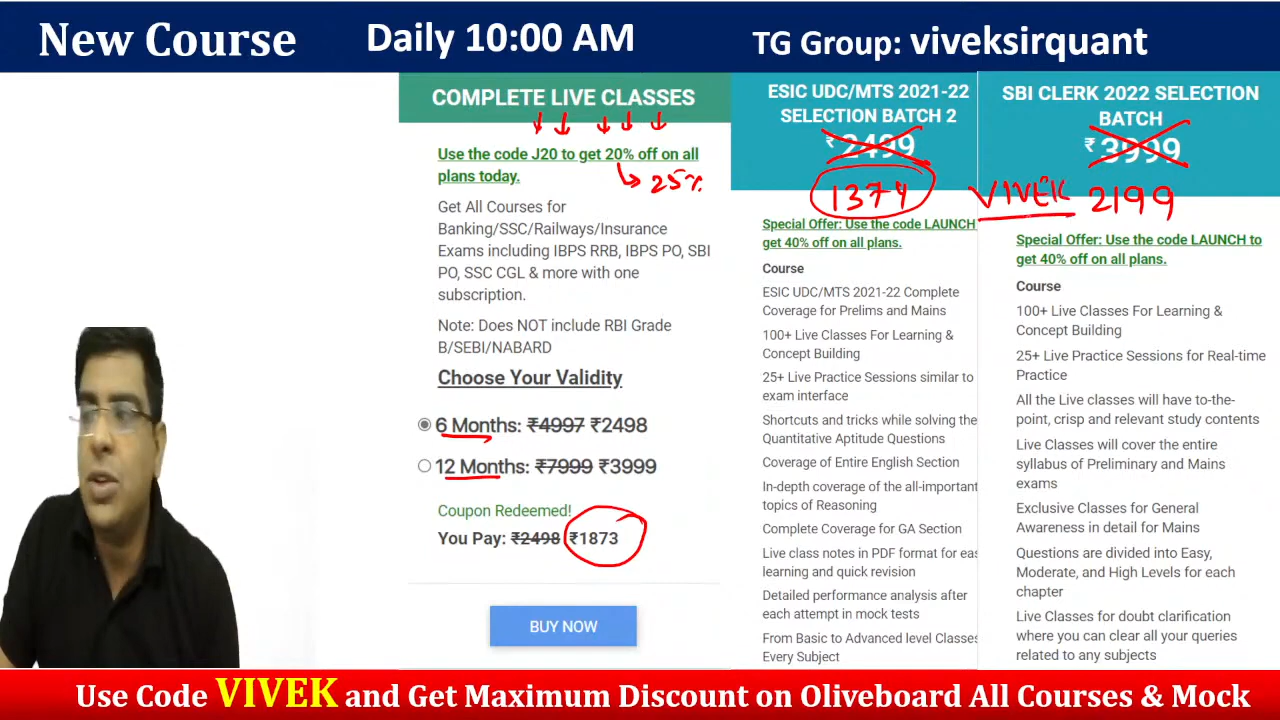 New Course
Daily 10:00 AM
TG Group: viveksirquant
COMPLETE LIVE CLASSES
Use the code J20 to get 20% off on all
plans today.
25%
Get All Courses for
Banking/SSC/Railways/Insurance
Exams including IBPS RRB, IBPS PO, SBI
PO, SSC CGL & more with one
subscription.
Note: Does NOT include RBI Grade
B/SEBI/NABARD
Choose Your Validity
6 Months: ₹4997 ₹2498
12 Months: ₹7999 ₹3999
Coupon Redeemed!
You Pay: ₹2498 ₹1873
BUY NOW
ESIC UDC/MTS 2021-22
SELECTION BATCH 2
₹2499
1374
Special Offer: Use the code LAUNCH
get 40% off on all plans.
Course
ESIC UDC/MTS 2021-22 Complete
Coverage for Prelims and Mains
100+ Live Classes For Learning &
Concept Building
25+ Live Practice Sessions similar to
exam interface
Shortcuts and tricks while solving the
Quantitative Aptitude Questions
Coverage of Entire English Section
In-depth coverage of the all-important
topics of Reasoning
Complete Coverage for GA Section
Live class notes in PDF format for eas
learning and quick revision
Detailed performance analysis after
each attempt in mock tests
From Basic to Advanced level Classes
Every Subject
SBI CLERK 2022 SELECTION
BATCH
₹3999
VIVEK 2199
Special Offer: Use the code LAUNCH to
get 40% off on all plans.
Course
100+ Live Classes For Learning &
Concept Building
25+ Live Practice Sessions for Real-time
Practice
All the Live classes will have to-the-
point, crisp and relevant study contents
Live Classes will cover the entire
syllabus of Preliminary and Mains
exams
Exclusive Classes for General
Awareness in detail for Mains
Questions are divided into Easy,
Moderate, and High Levels for each
chapter
Live Classes for doubt clarification
where you can clear all your queries
related to any subjects
Use Code VIVEK and Get Maximum Discount on Oliveboard All Courses & Mock